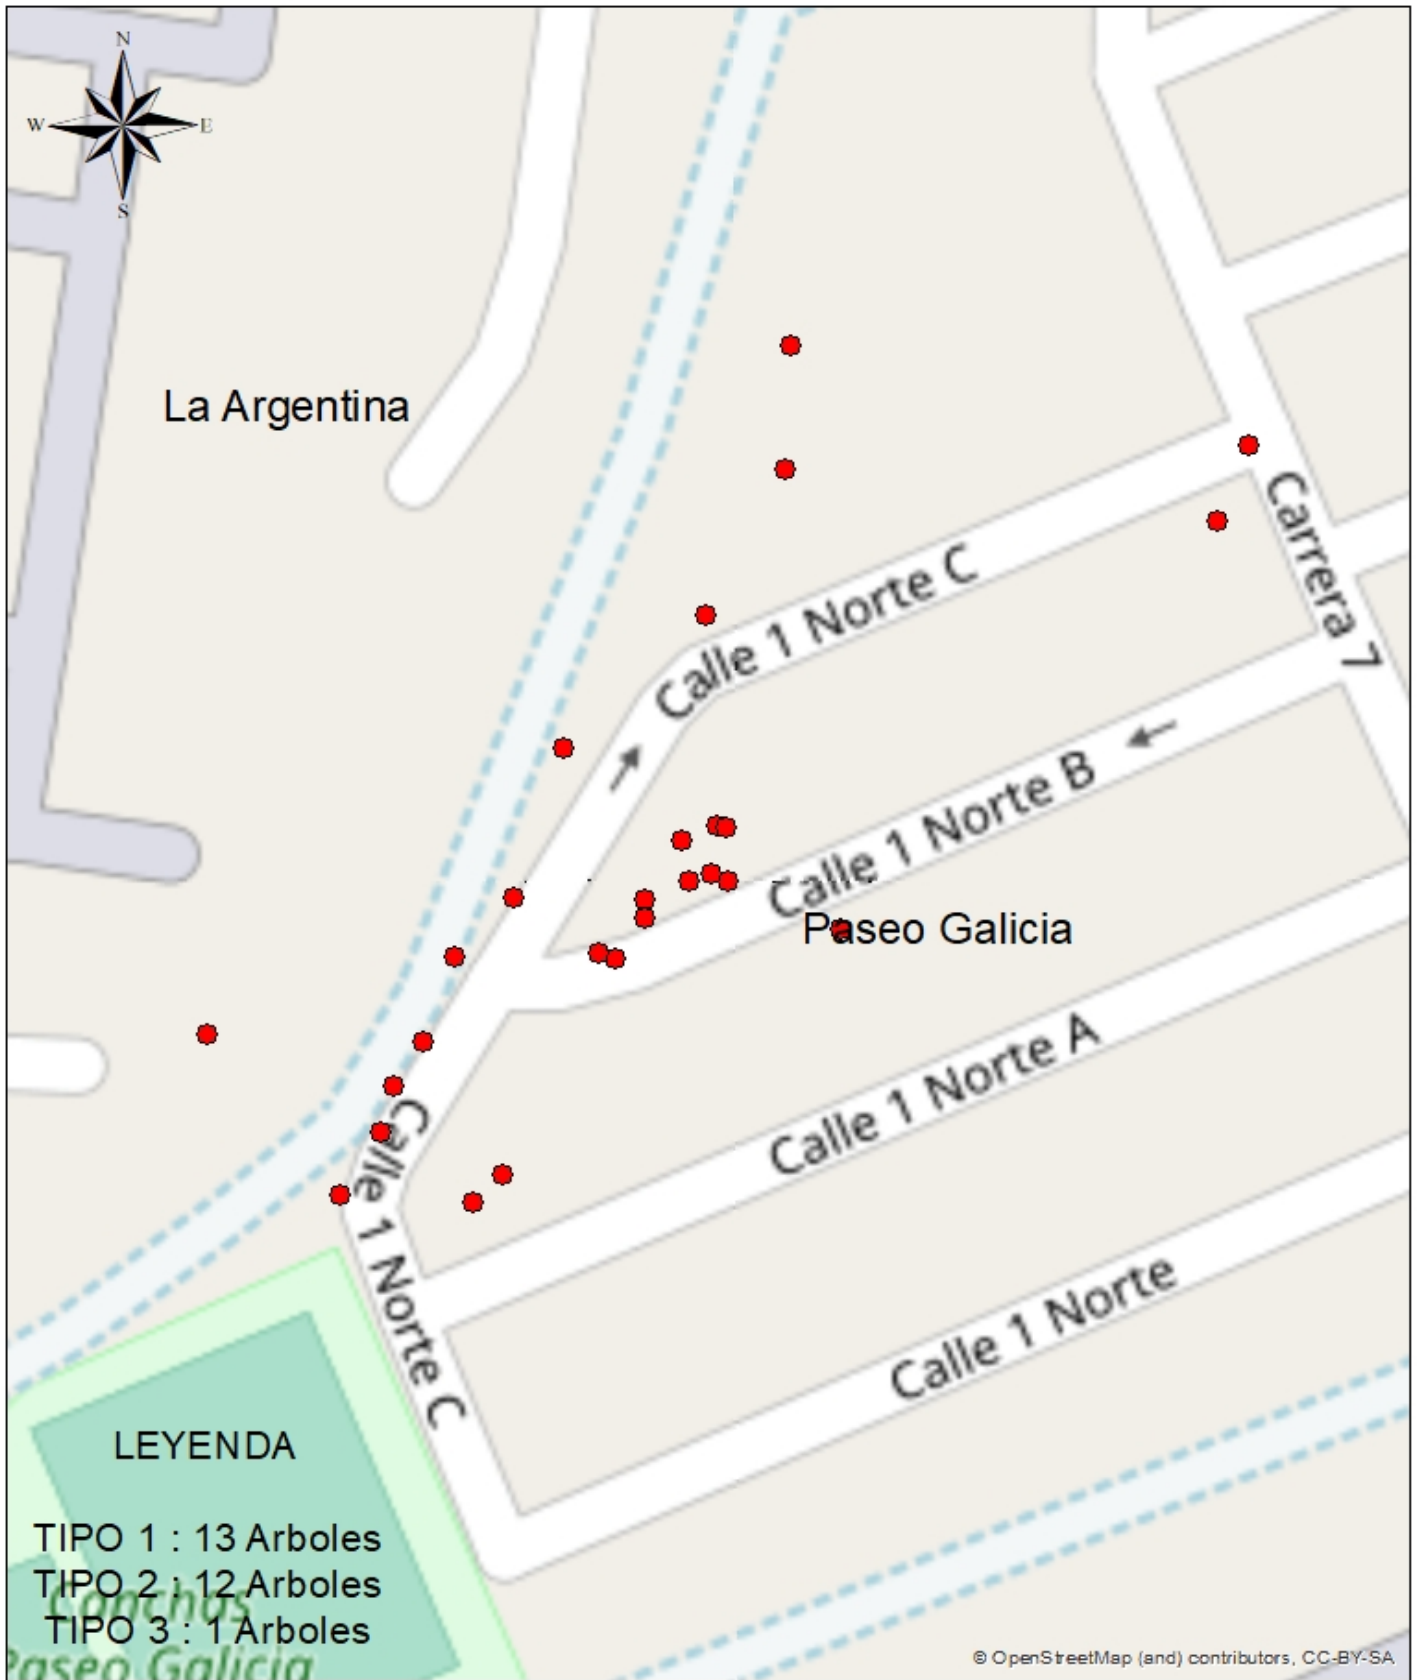 N
W E
S
La Argentina
Carrera 7
Calle 1 Norte C
Calle 1 Norte B
Paseo Galicia
Calle 1 Norte A
Calle 1 Norte C
Calle 1 Norte
LEYENDA
TIPO 1 : 13 Arboles
TIPO 2 : 12 Arboles
Canchas
TIPO 3 : 1 Arboles
Paseo Galicia
© OpenStreetMap (and) contributors, CC-BY-SA